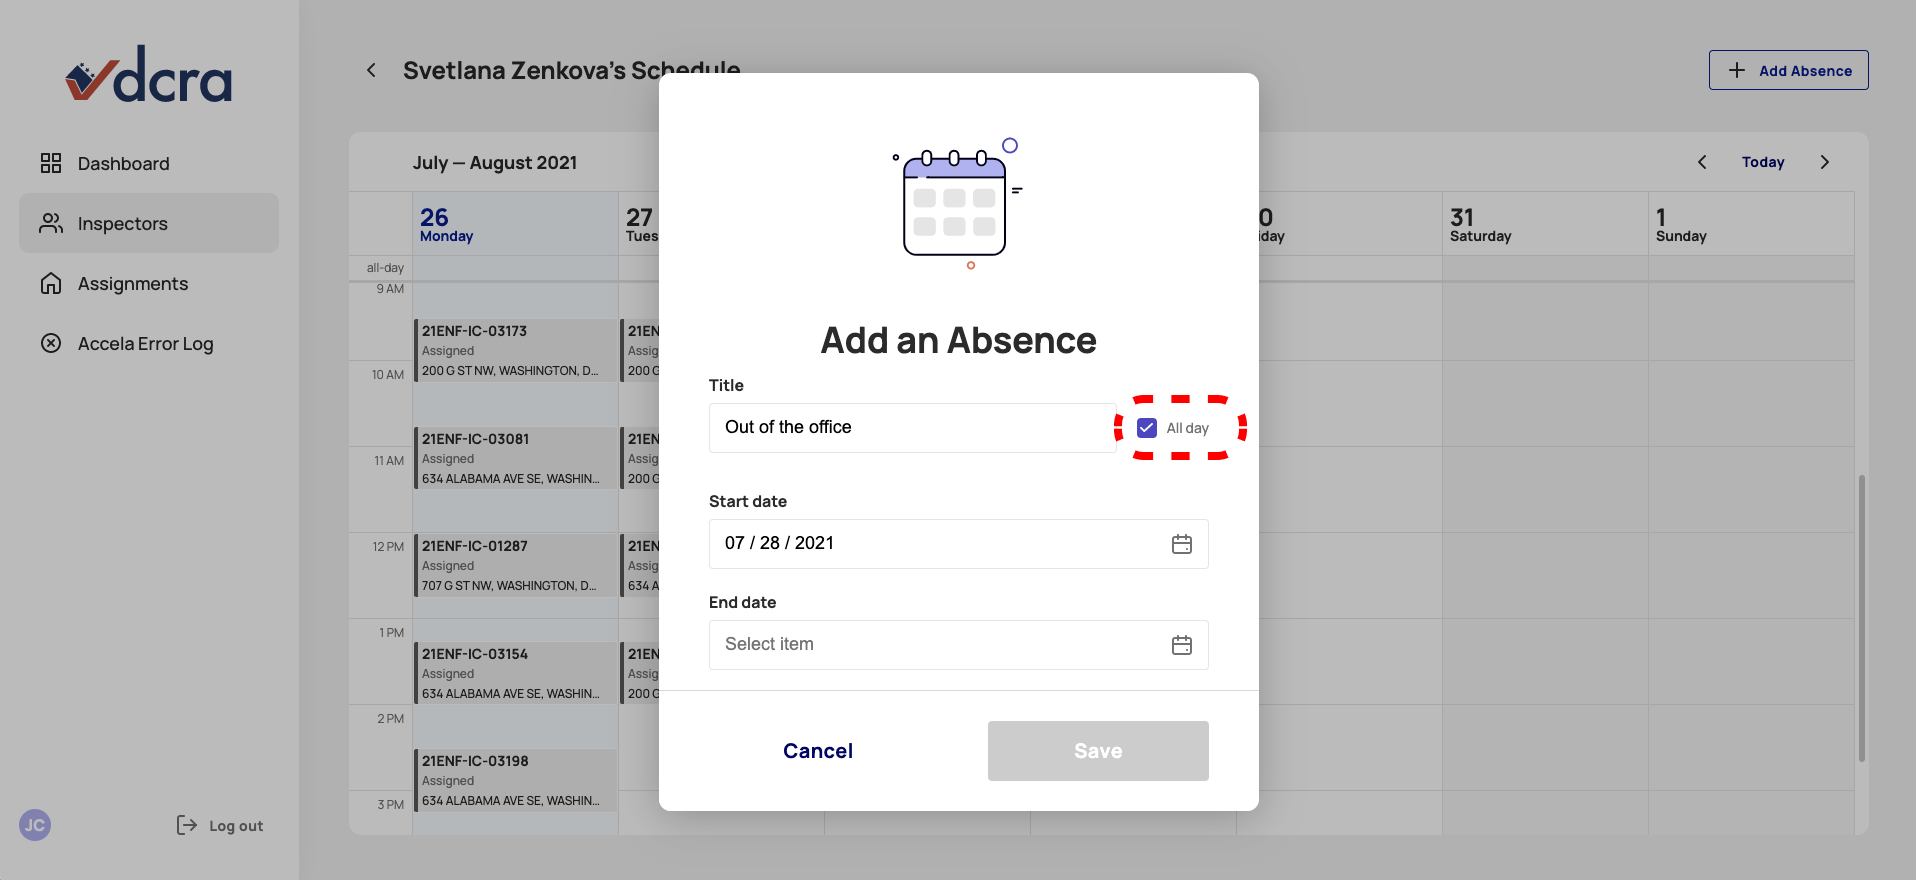 dcra
Dashboard
Inspectors
Assignments
Accela Error Log
JC
Log out
Svetlana Zenkova's Schedule
Add Absence
July — August 2021
Today
26
Monday
27
Tues
0
iday
31
Saturday
1
Sunday
all-day
9 AM
10 AM
11 AM
12 PM
1 PM
2 PM
3 PM
21ENF-IC-03173
Assigned
200 G ST NW, WASHINGTON, D...
21ENF-IC-03081
Assigned
634 ALABAMA AVE SE, WASHIN...
21ENF-IC-01287
Assigned
707 G ST NW, WASHINGTON, D...
21ENF-IC-03154
Assigned
634 ALABAMA AVE SE, WASHIN...
21ENF-IC-03198
Assigned
634 ALABAMA AVE SE, WASHIN...
21EN
Assig
200 G
21EN
Assig
200 G
21EN
Assig
634 A
21EN
Assig
200 G
Add an Absence
Title
Out of the office
All day
Start date
07 / 28 / 2021
End date
Select item
Cancel
Save